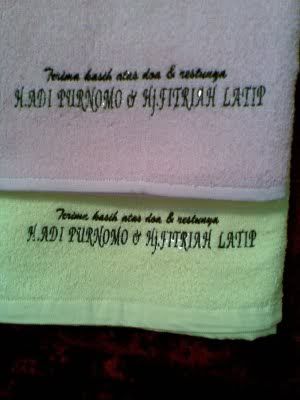 Terima kasih atas doa & restunya
H.ADI PURNOMO & Hj.FITRIAH LATIP
Terima kasih atas doa & restunya
H.ADI PURNOMO & Hj.FITRIAH LATIP